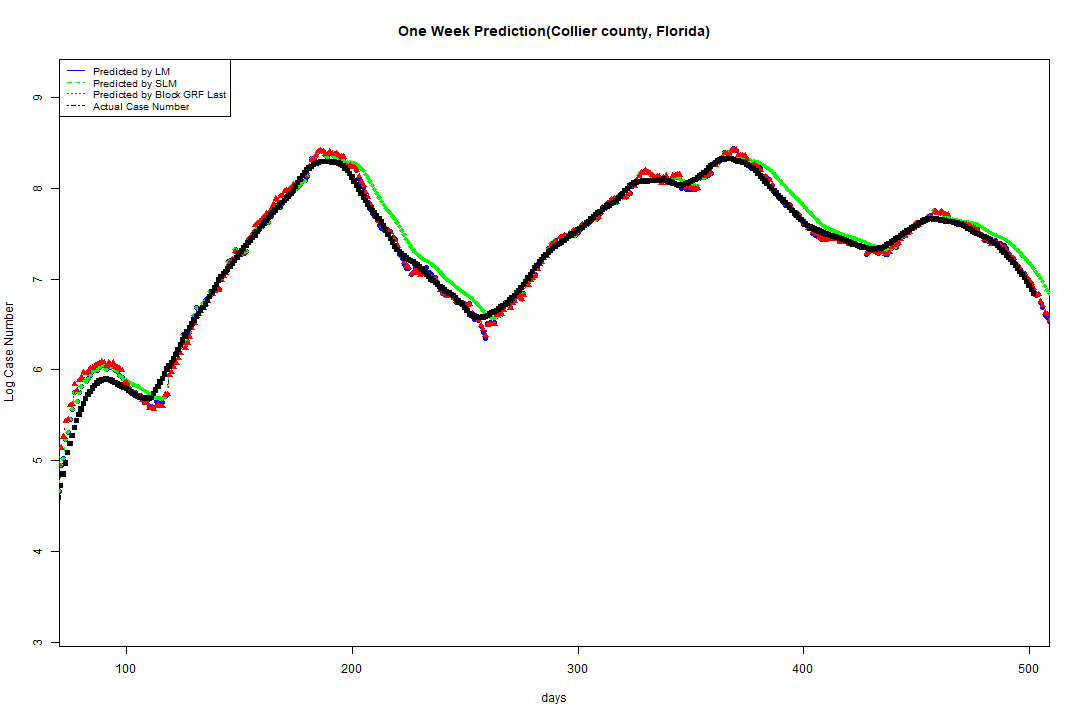 One Week Prediction(Collier county, Florida)
Predicted by LM
Predicted by SLM
Predicted by Block GRF Last
Actual Case Number
9
8
7
6
5
4
3
Log Case Number
100 200 300 400 500
days